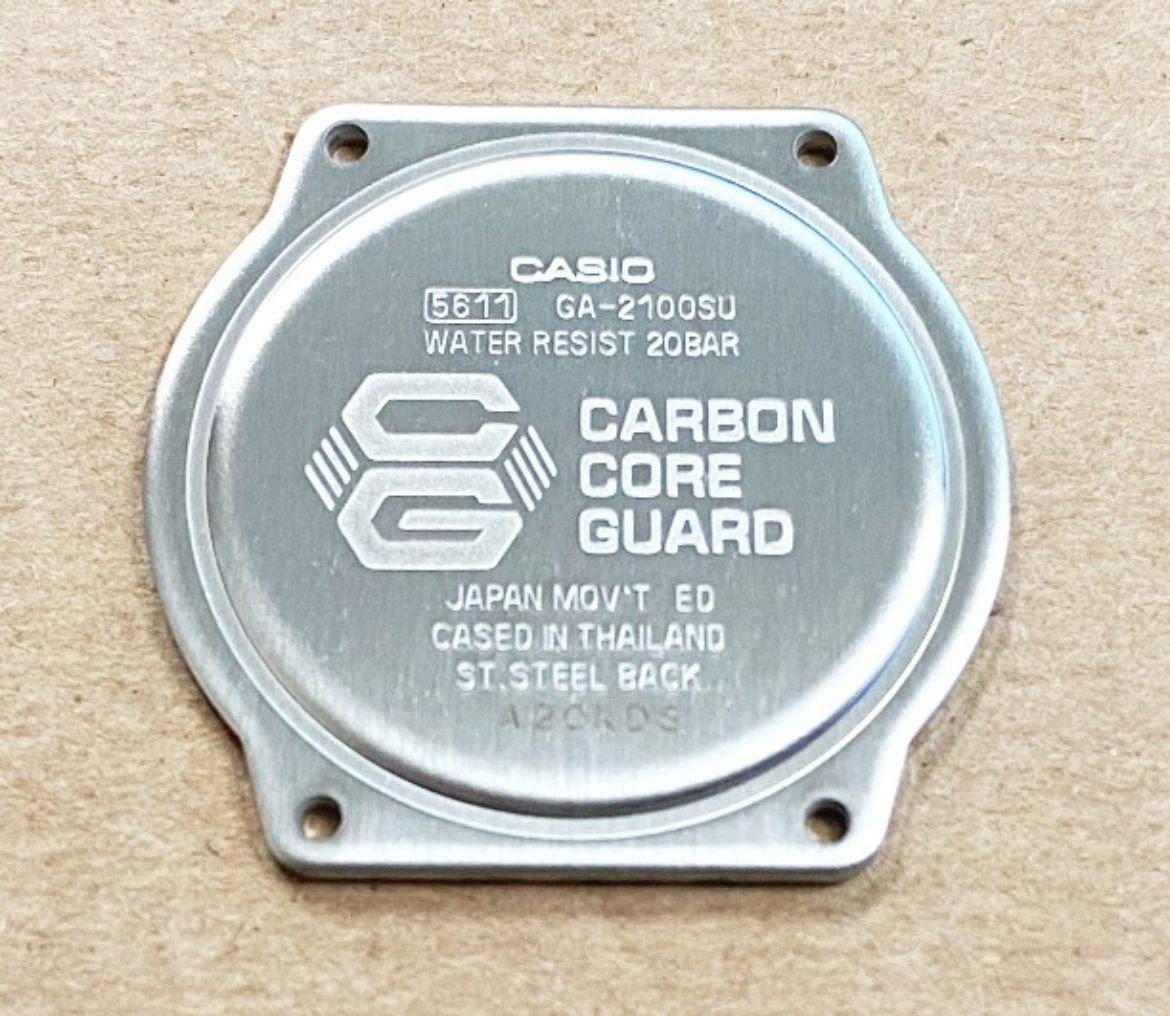 CASIO
5611 GA-2100SU
WATER RESIST 20BAR
CG CARBON
CORE
GUARD
JAPAN MOV'T ED
CASED IN THAILAND
ST.STEEL BACK